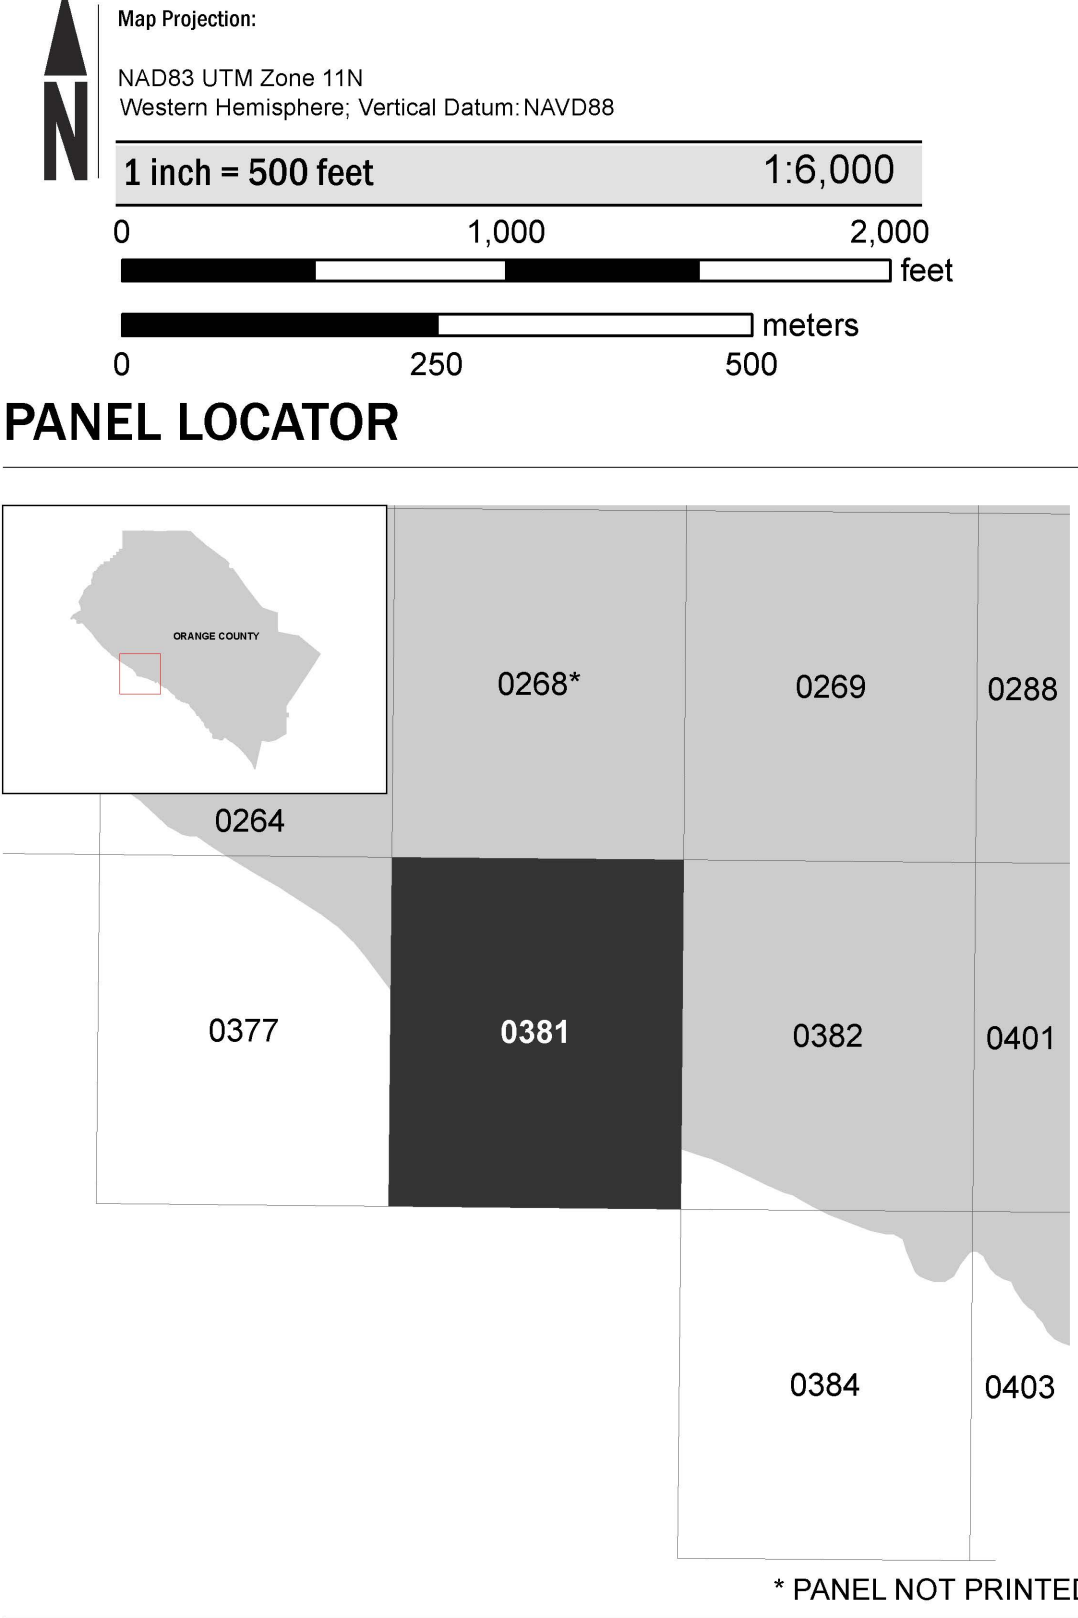 Map Projection:
N
NAD83 UTM Zone 11N
Western Hemisphere; Vertical Datum: NAVD88
1 inch = 500 feet 1:6,000
0 1,000 2,000
feet
meters
0 250 500
PANEL LOCATOR
ORANGE COUNTY
0268* 0269 0288
0264
0377 0381 0382 0401
0384 0403
* PANEL NOT PRINTED